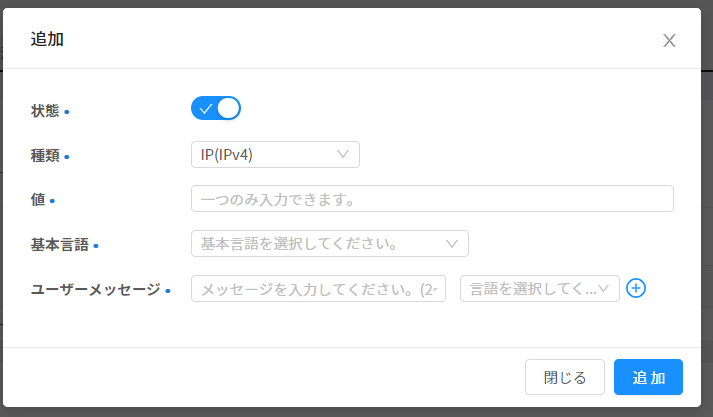 追加
状態
種類 IP(IPv4)
値 一つのみ入力できます。
基本言語 基本言語を選択してください。
ユーザーメッセージ メッセージを入力してください。(2~ 言語を選択してく...
閉じる 追 加